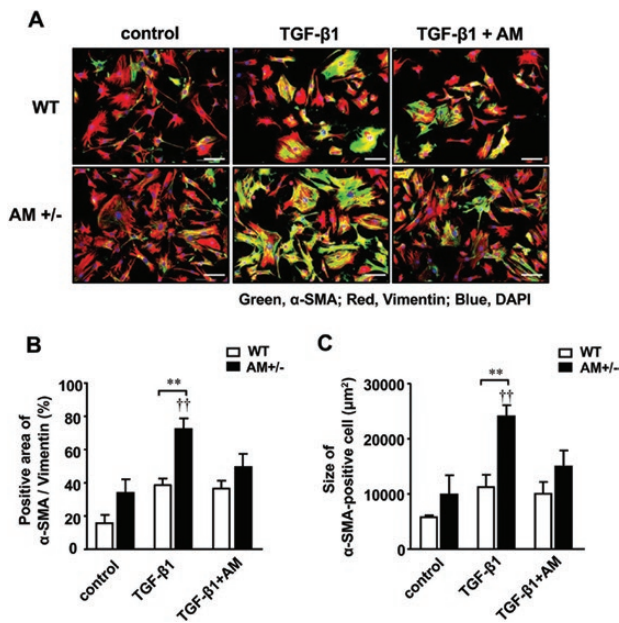 A
control
TGF-β1
TGF-β1 + AM
WT
AM +/-
Green, α-SMA; Red, Vimentin; Blue, DAPI
B
WT
AM+/-
Positive area of
α-SMA / Vimentin (%)
100
80
60
40
20
0
**
††
control
TGF-β1
TGF-β1+AM
C
WT
AM+/-
Size of
α-SMA-positive cell (μm²)
30000
20000
10000
0
**
††
control
TGF-β1
TGF-β1+AM